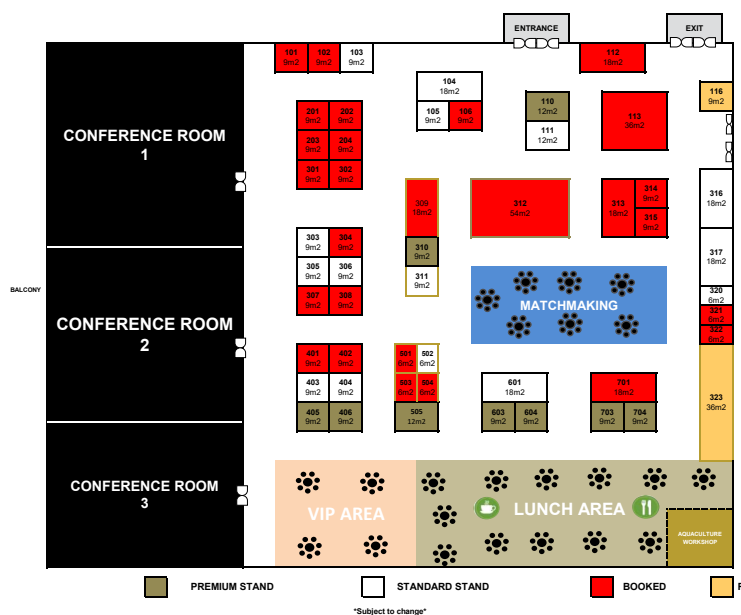 ENTRANCE
EXIT
101
9m2
102
9m2
103
9m2
112
18m2
104
18m2
105
9m2
106
9m2
110
12m2
111
12m2
113
36m2
116
9m2
CONFERENCE ROOM
1
201
9m2
202
9m2
203
9m2
204
9m2
301
9m2
302
9m2
309
18m2
312
54m2
313
18m2
314
9m2
315
9m2
316
18m2
303
9m2
304
9m2
305
9m2
306
9m2
307
9m2
308
9m2
310
9m2
311
9m2
317
18m2
320
6m2
321
6m2
322
6m2
BALCONY
MATCHMAKING
CONFERENCE ROOM
2
401
9m2
402
9m2
403
9m2
404
9m2
405
9m2
406
9m2
501
6m2
502
6m2
503
6m2
504
6m2
505
12m2
601
18m2
603
9m2
604
9m2
701
18m2
703
9m2
704
9m2
323
36m2
CONFERENCE ROOM
3
VIP AREA
LUNCH AREA
AQUACULTURE
WORKSHOP
PREMIUM STAND
STANDARD STAND
BOOKED
*Subject to change*